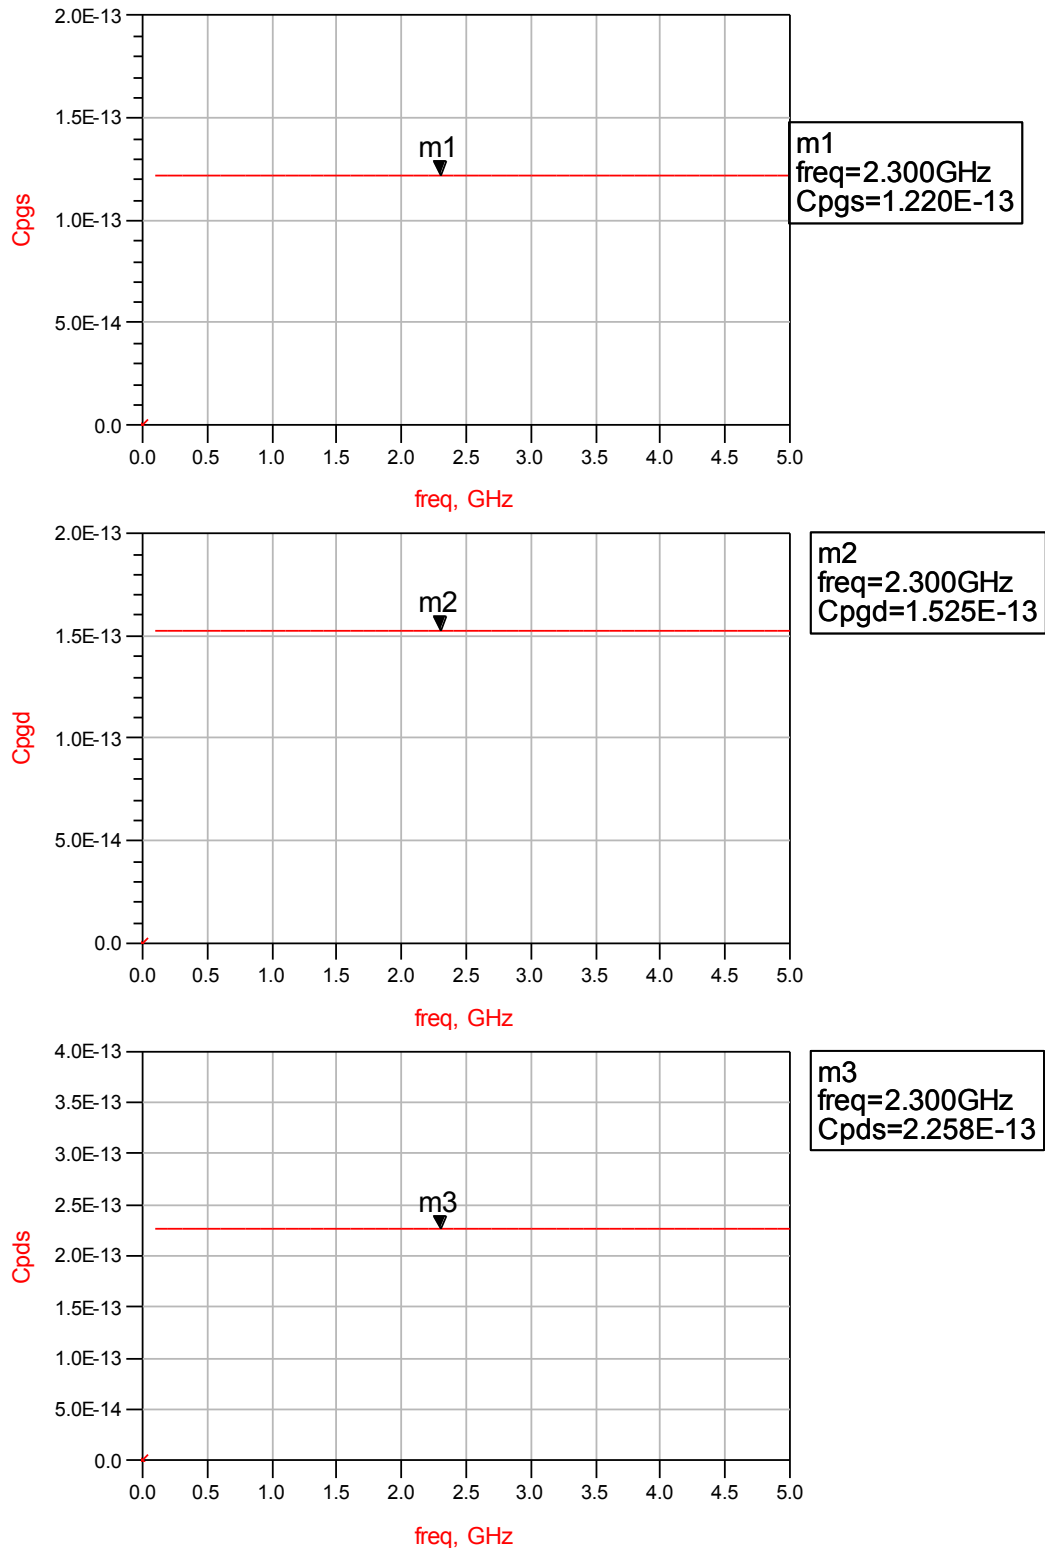 2.0E-13
1.5E-13
1.0E-13
5.0E-14
0.0
Cpgs
m1
0.0 0.5 1.0 1.5 2.0 2.5 3.0 3.5 4.0 4.5 5.0
freq, GHz
m1
freq=2.300GHz
Cpgs=1.220E-13
2.0E-13
1.5E-13
1.0E-13
5.0E-14
0.0
Cpgd
m2
0.0 0.5 1.0 1.5 2.0 2.5 3.0 3.5 4.0 4.5 5.0
freq, GHz
m2
freq=2.300GHz
Cpgd=1.525E-13
4.0E-13
3.5E-13
3.0E-13
2.5E-13
2.0E-13
1.5E-13
1.0E-13
5.0E-14
0.0
Cpds
m3
0.0 0.5 1.0 1.5 2.0 2.5 3.0 3.5 4.0 4.5 5.0
freq, GHz
m3
freq=2.300GHz
Cpds=2.258E-13